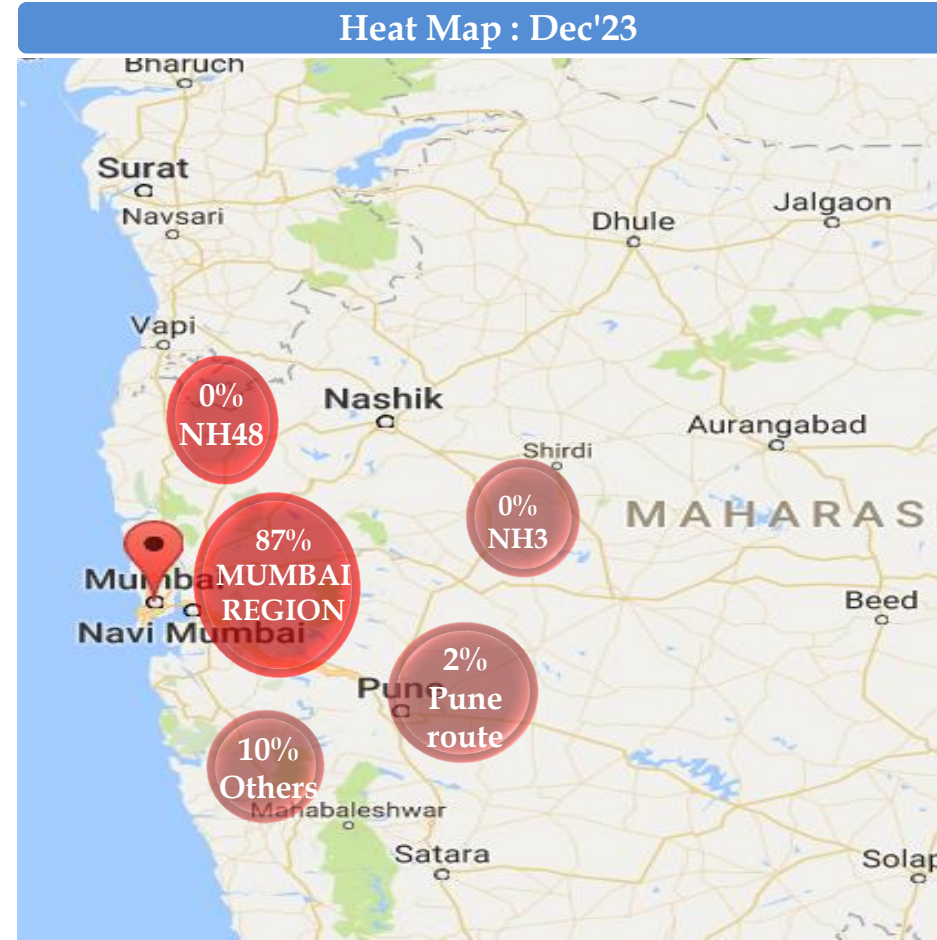 Heat Map : Dec'23
Bharuch
Surat
Navsari
Dhule
Jalgaon
Vapi
0%
NH48
Nashik
Aurangabad
Shirdi
0%
NH3
MAHARAS
87%
MUMBAI
REGION
Mumba
Navi Mumbai
Beed
2%
Pune
route
Pune
10%
Others
Mahabaleshwar
Satara
Solap